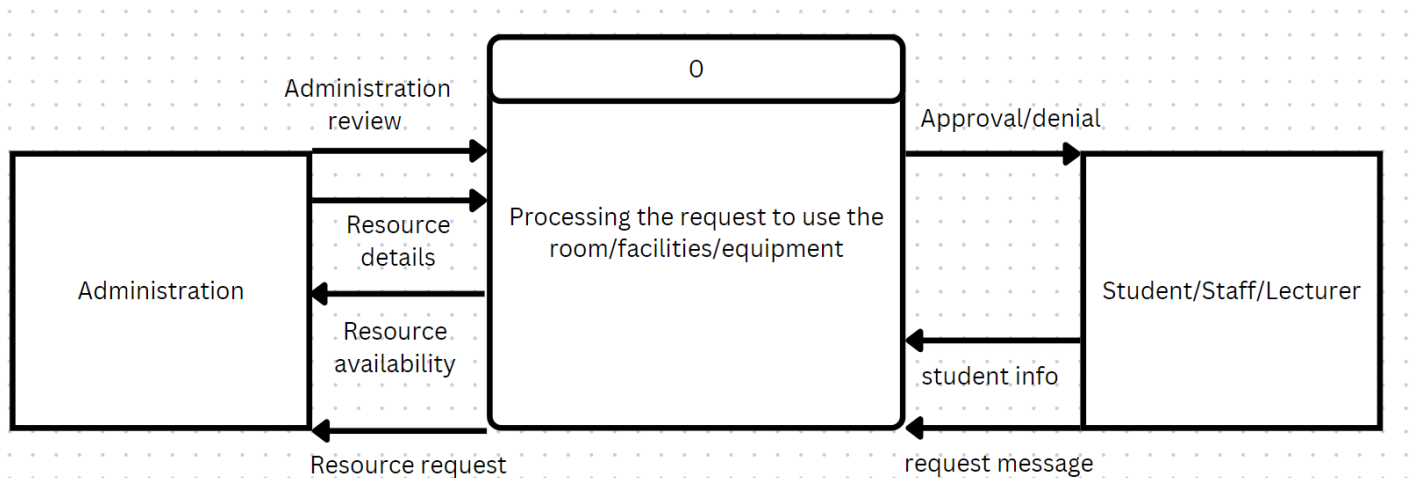 0
Administration
review
Approval/denial
Resource
details
Processing the request to use the
room/facilities/equipment
Administration
Student/Staff/Lecturer
Resource
availability
student info
Resource request
request message